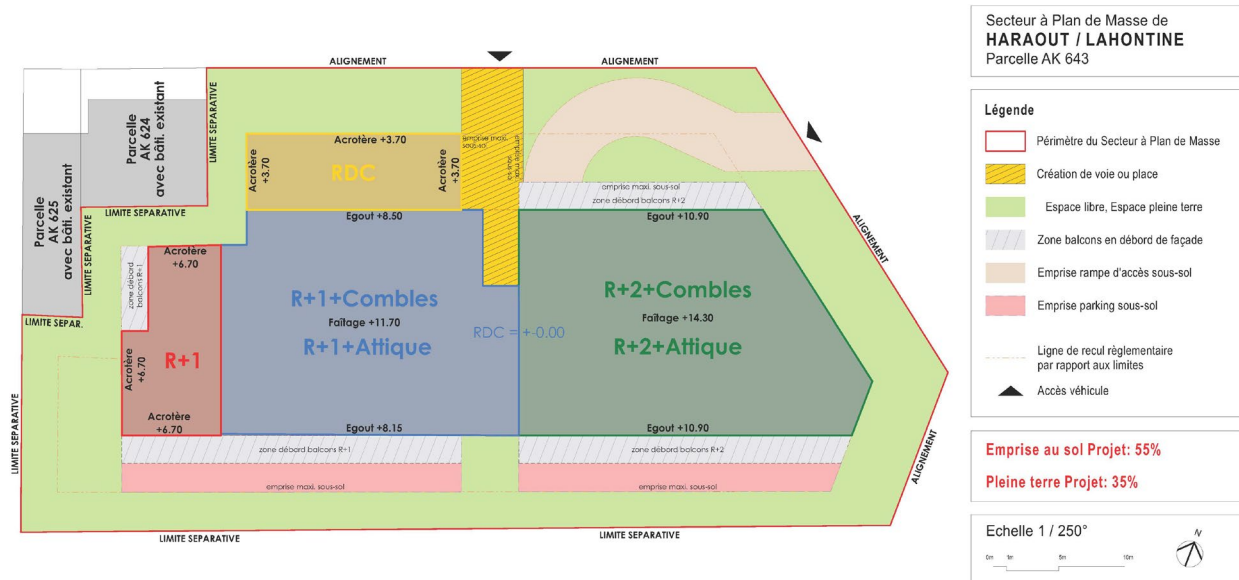 ALIGNEMENT
ALIGNEMENT
Parcelle
AK 625
avec bâti. existant
Parcelle
AK 624
avec bâti. existant
LIMITE SEPARATIVE
LIMITE SEPARATIVE
LIMITE SEPARATIVE
LIMITE SEPAR.
LIMITE SEPARATIVE
Acrotère +3.70
Acrotère
+3.70
RDC
Acrotère
+3.70
emprise maxi.
sous-sol
emprise maxi.
sous-sol
emprise maxi. sous-sol
zone débord balcons R+2
ALIGNEMENT
Egout +8.50
Egout +10.90
Acrotère
+6.70
zone débord
balcons R+1
R+1+Combles
Faîtage +11.70
R+1+Attique
RDC = +-0.00
R+2+Combles
Faîtage +14.30
R+2+Attique
R+1
Acrotère
+6.70
Acrotère
+6.70
Egout +8.15
Egout +10.90
zone débord balcons R+1
zone débord balcons R+2
emprise maxi. sous-sol
emprise maxi. sous-sol
ALIGNEMENT
LIMITE SEPARATIVE
LIMITE SEPARATIVE
Secteur à Plan de Masse de
HARAOUT / LAHONTINE
Parcelle AK 643
Légende
Périmètre du Secteur à Plan de Masse
Création de voie ou place
Espace libre, Espace pleine terre
Zone balcons en débord de façade
Emprise rampe d'accès sous-sol
Emprise parking sous-sol
Ligne de recul règlementaire
par rapport aux limites
Accès véhicule
Emprise au sol Projet: 55%
Pleine terre Projet: 35%
Echelle 1 / 250°
N
0m 1m 5m 10m